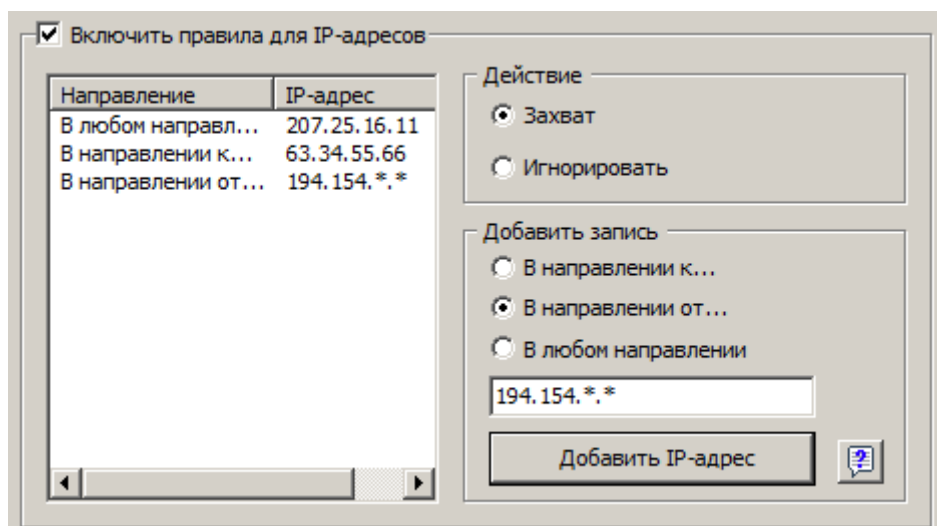 Включить правила для IP-адресов
Направление IP-адрес
В любом направл... 207.25.16.11
В направлении к... 63.34.55.66
В направлении от... 194.154.*.*
Действие
Захват
Игнорировать
Добавить запись
В направлении к...
В направлении от...
В любом направлении
194.154.*.*
Добавить IP-адрес